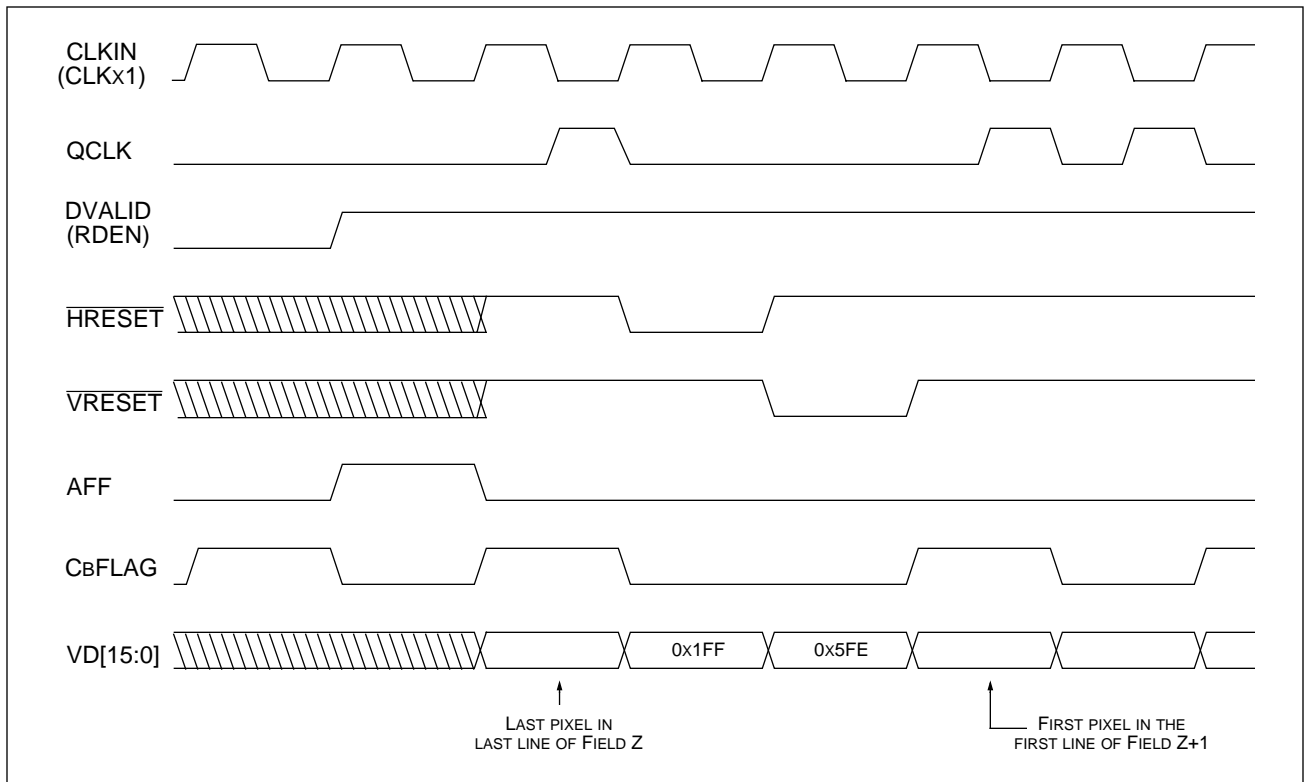 CLKIN
(CLKX1)
QCLK
DVALID
(RDEN)
HRESET
VRESET
AFF
CBFLAG
VD[15:0]
0X1FF
0X5FE
LAST PIXEL IN
LAST LINE OF FIELD Z
FIRST PIXEL IN THE
FIRST LINE OF FIELD Z+1